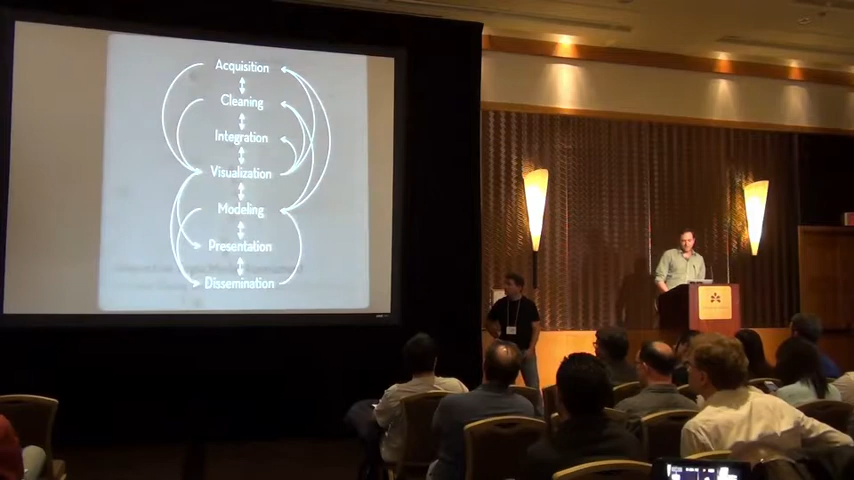 Acquisition
Cleaning
Integration
Visualization
Modeling
Presentation
Dissemination